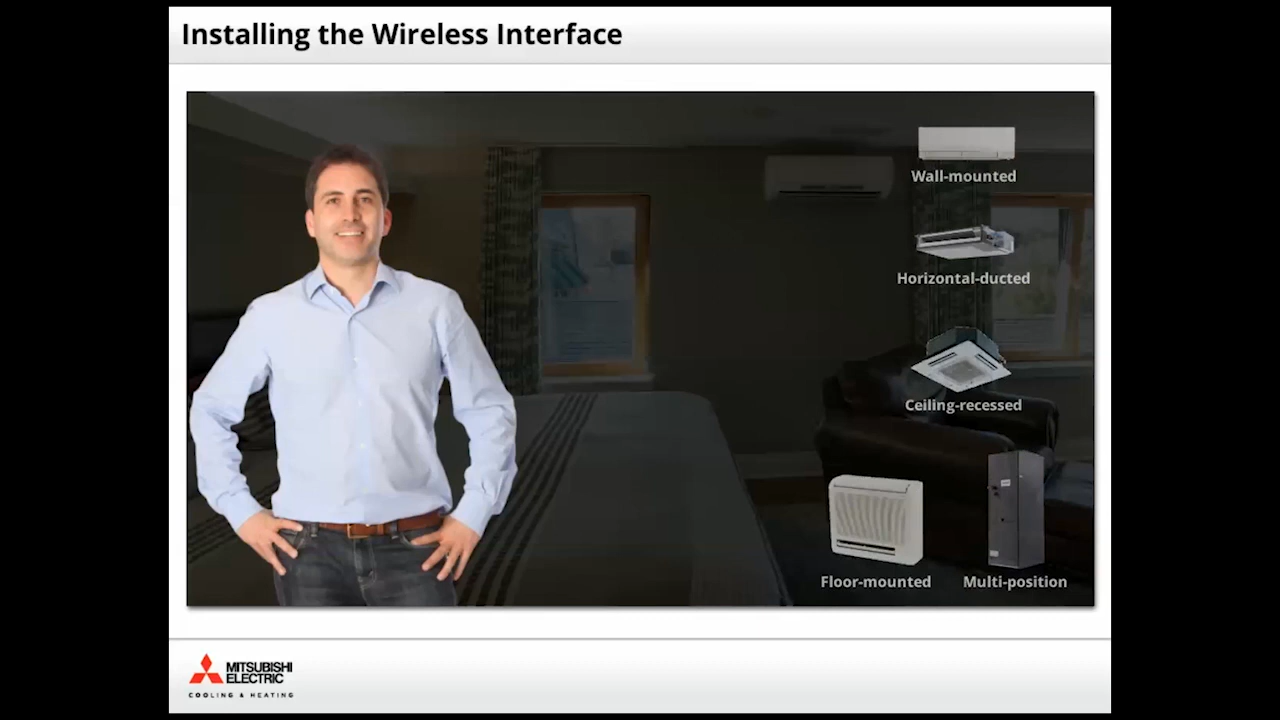 Installing the Wireless Interface
Wall-mounted
Horizontal-ducted
Ceiling-recessed
Floor-mounted
Multi-position
MITSUBISHI
ELECTRIC
COOLING & HEATING